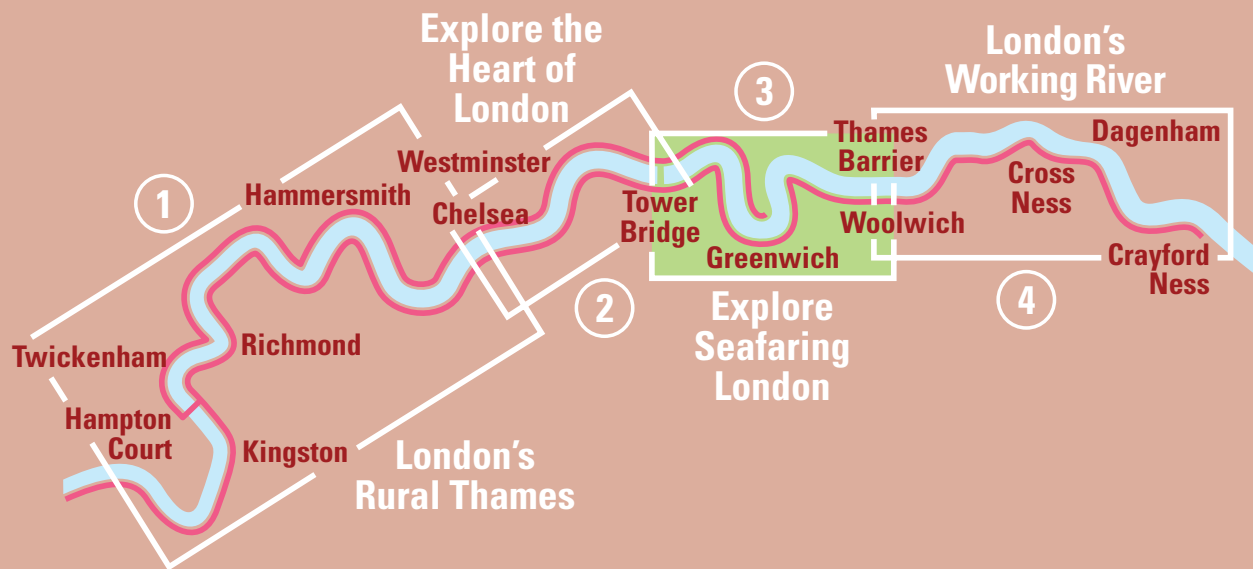 Explore the
Heart of
London
3
London's
Working River
Thames
Barrier
Dagenham
Westminster
1
Hammersmith
Chelsea
Cross
Ness
Tower
Bridge
Woolwich
Greenwich
Crayford
Ness
2
4
Explore
Seafaring
London
Richmond
Twickenham
Hampton
Court
Kingston
London's
Rural Thames